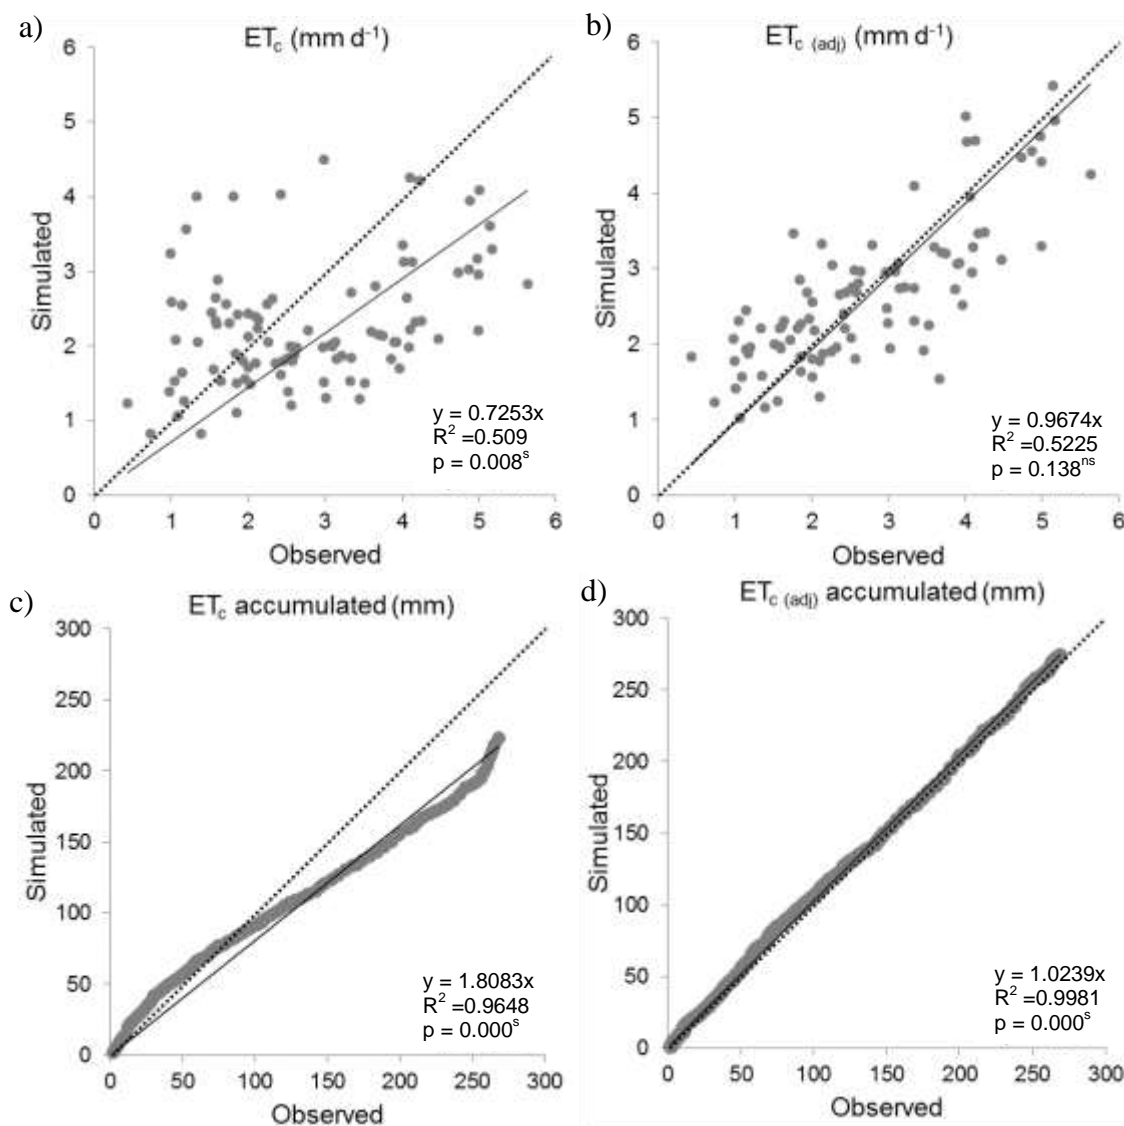 a)
ETc (mm d-1)
6
5
4
3
2
1
0
Simulated
y = 0.7253x
R2 =0.509
p = 0.008s
0 1 2 3 4 5 6
Observed
b)
ETc (adj) (mm d-1)
6
5
4
3
2
1
0
Simulated
y = 0.9674x
R2 =0.5225
p = 0.138ns
0 1 2 3 4 5 6
Observed
c)
ETc accumulated (mm)
300
250
200
150
100
50
0
Simulated
y = 1.8083x
R2 =0.9648
p = 0.000s
0 50 100 150 200 250 300
Observed
d)
ETc (adj) accumulated (mm)
300
250
200
150
100
50
0
Simulated
y = 1.0239x
R2 =0.9981
p = 0.000s
0 50 100 150 200 250 300
Observed